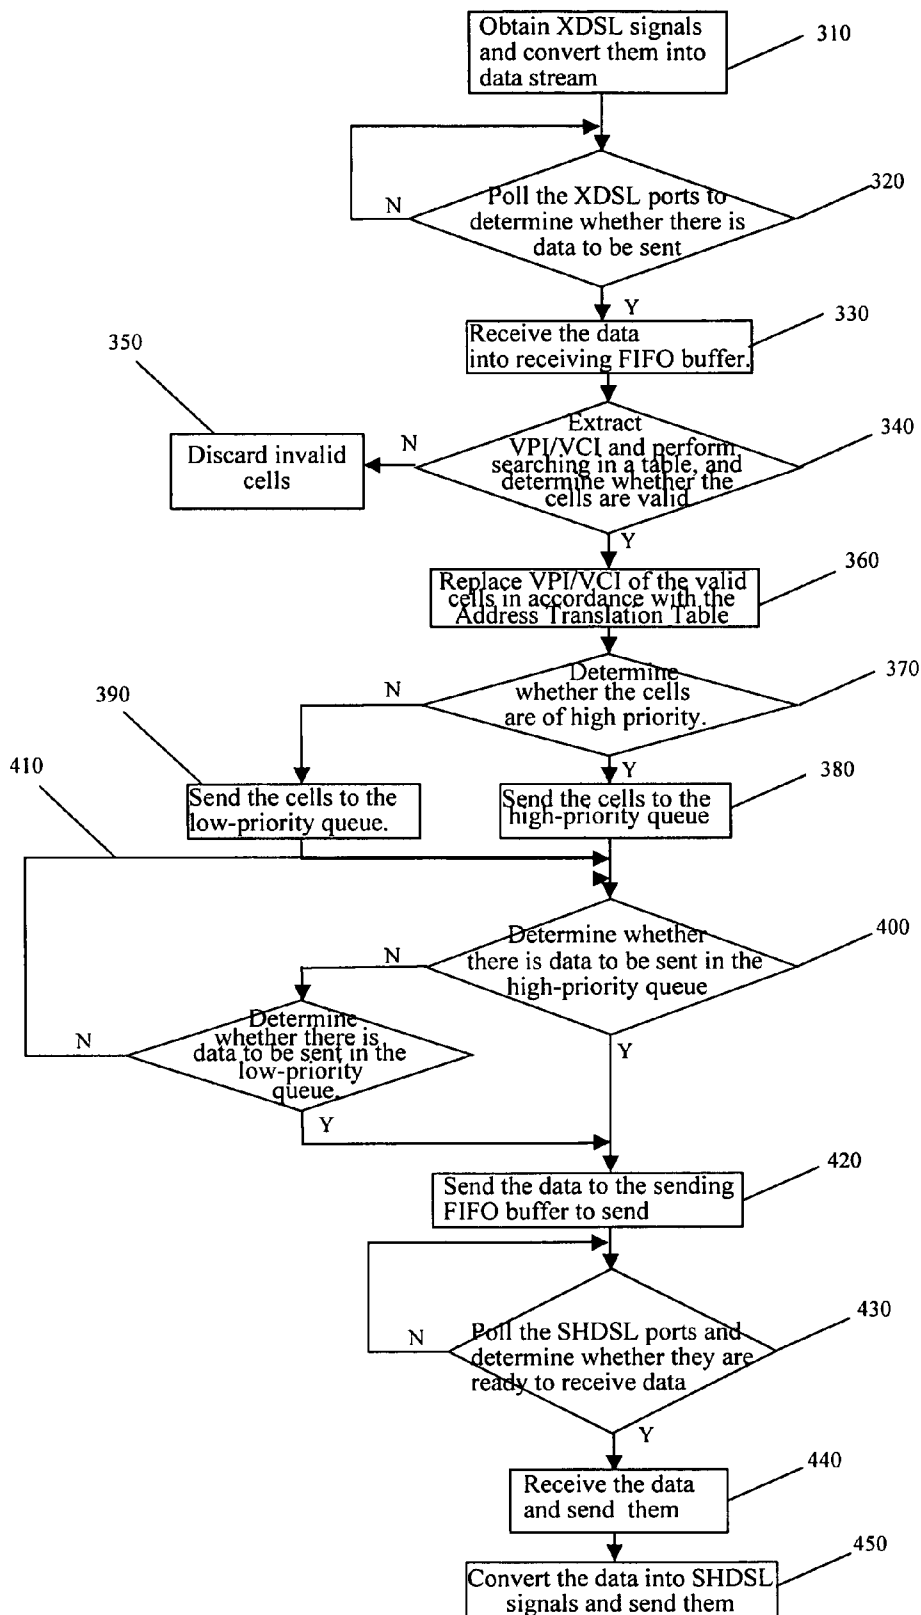 Obtain XDSL signals
and convert them into
data stream
310
Poll the XDSL ports to
determine whether there is
data to be sent
320
N
Y
Receive the data
into receiving FIFO buffer.
330
350
Extract
VPI/VCI and perform
searching in a table, and
determine whether the
cells are valid
340
N
Discard invalid
cells
Y
Replace VPI/VCI of the valid
cells in accordance with the
Address Translation Table
360
Determine
whether the cells
are of high priority.
370
N
390
Y
380
410
Send the cells to the
low-priority queue.
Send the cells to the
high-priority queue
Determine whether
there is data to be sent in the
high-priority queue
400
N
Determine
whether there is
data to be sent in the
low-priority
queue.
N
Y
Y
420
Send the data to the sending
FIFO buffer to send
Poll the SHDSL ports and
determine whether they are
ready to receive data
430
N
Y
440
Receive the data
and send them
450
Convert the data into SHDSL
signals and send them